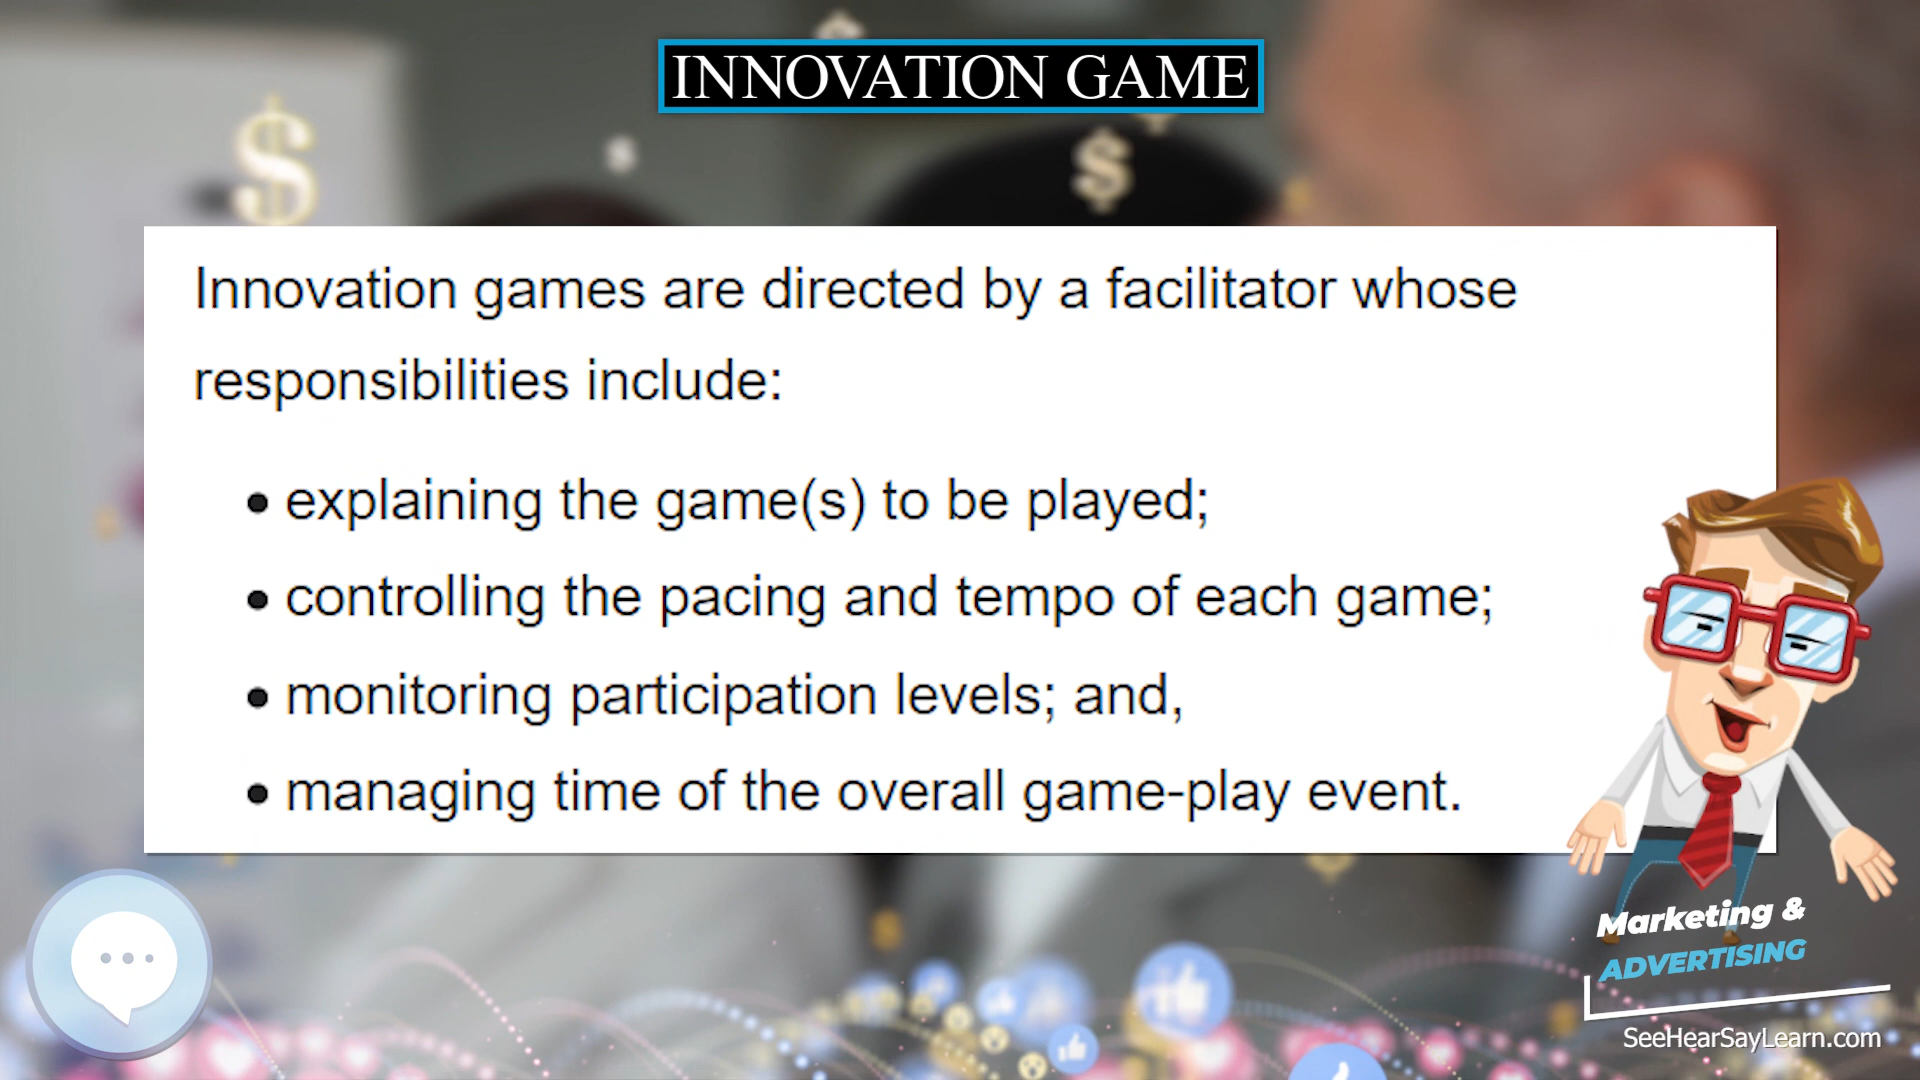 INNOVATION GAME
Innovation games are directed by a facilitator whose
responsibilities include:
• explaining the game(s) to be played;
• controlling the pacing and tempo of each game;
• monitoring participation levels; and,
• managing time of the overall game-play event.
Marketing &
ADVERTISING
SeeHearSayLearn.com